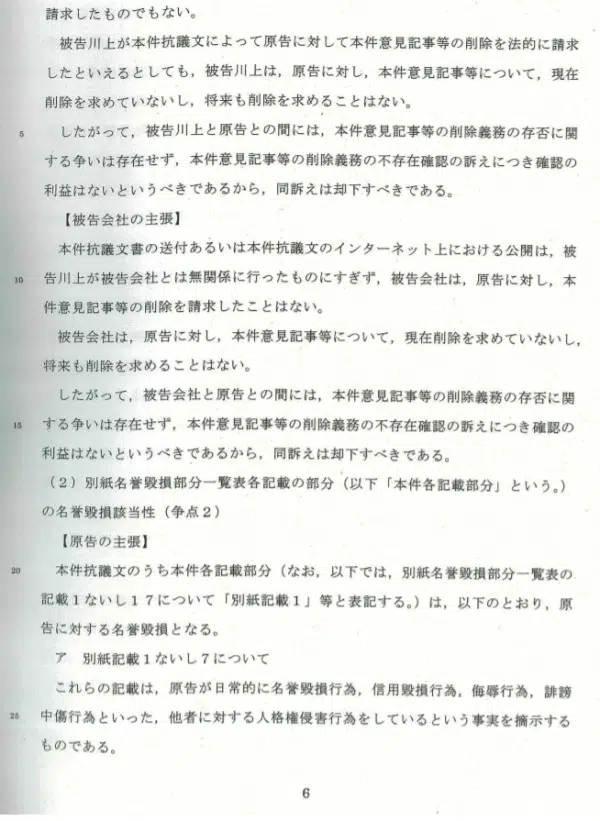 請求したものでもない。
被告川上が本件抗議文によって原告に対して本件意見記事等の削除を法的に請求
したといえるとしても，被告川上は，原告に対し，本件意見記事等について，現在
削除を求めていないし，将来も削除を求めることはない。
5 したがって，被告川上と原告との間には，本件意見記事等の削除義務の存否に関
する争いは存在せず，本件意見記事等の削除義務の不存在確認の訴えにつき確認の
利益はないというべきであるから，同訴えは却下すべきである。
【被告会社の主張】
本件抗議文書の送付あるいは本件抗議文のインターネット上における公開は，被
10 告川上が被告会社とは無関係に行ったものにすぎず，被告会社は，原告に対し，本
件意見記事等の削除を請求したことはない。
被告会社は，原告に対し，本件意見記事等について，現在削除を求めていないし，
将来も削除を求めることはない。
したがって，被告会社と原告との間には，本件意見記事等の削除義務の存否に関
15 する争いは存在せず，本件意見記事等の削除義務の不存在確認の訴えにつき確認の
利益はないというべきであるから，同訴えは却下すべきである。
（２）別紙名誉毀損部分一覧表各記載の部分（以下「本件各記載部分」という。）
の名誉毀損該当性（争点２）
【原告の主張】
20 本件抗議文のうち本件各記載部分（なお，以下では，別紙名誉毀損部分一覧表の
記載１ないし１７について「別紙記載１」等と表記する。）は，以下のとおり，原
告に対する名誉毀損となる。
ア　別紙記載１ないし７について
これらの記載は，原告が日常的に名誉毀損行為，信用毀損行為，侮辱行為，誹謗
25 中傷行為といった，他者に対する人格権侵害行為をしているという事実を摘示する
ものである。
6